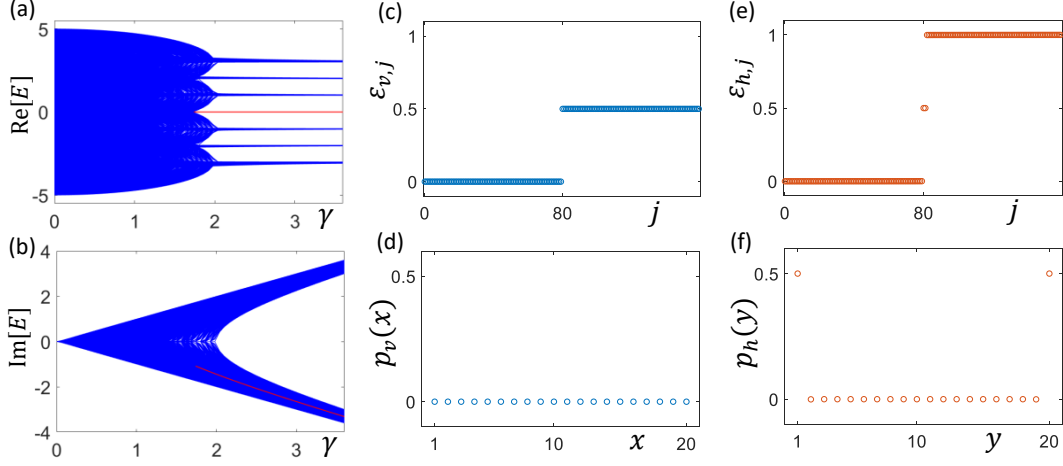 (a)
5
0
-5
Re[E]
0
1
2
3
γ
(b)
4
2
0
-2
-4
Im[E]
0
1
2
3
γ
(c)
1
0.5
0
ε_{v,j}
0
80
j
(d)
0.5
0
p_v(x)
1
10
x
20
(e)
1
0.5
0
ε_{h,j}
0
80
j
(f)
0.5
0
p_h(y)
1
10
y
20